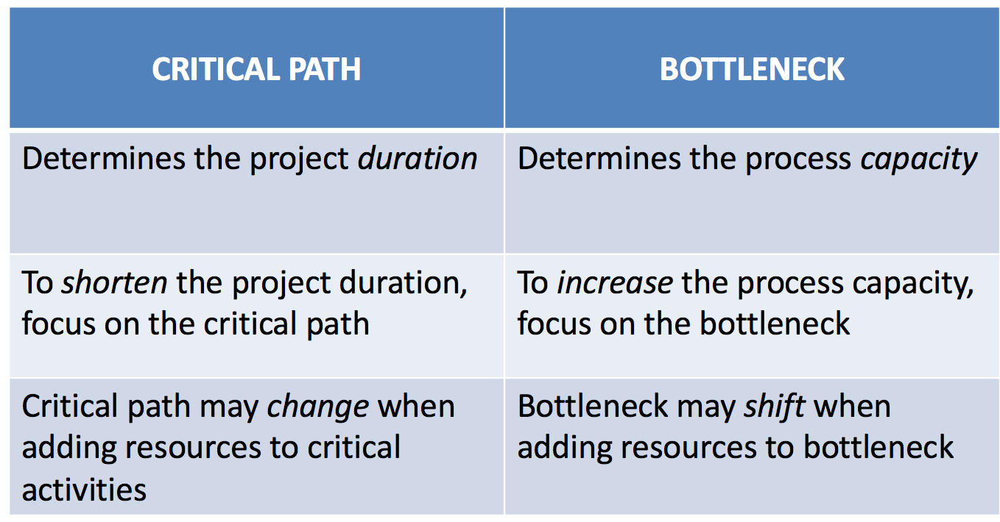 CRITICAL PATH
BOTTLENECK
Determines the project duration
Determines the process capacity
To shorten the project duration,
focus on the critical path
To increase the process capacity,
focus on the bottleneck
Critical path may change when
adding resources to critical
activities
Bottleneck may shift when
adding resources to bottleneck